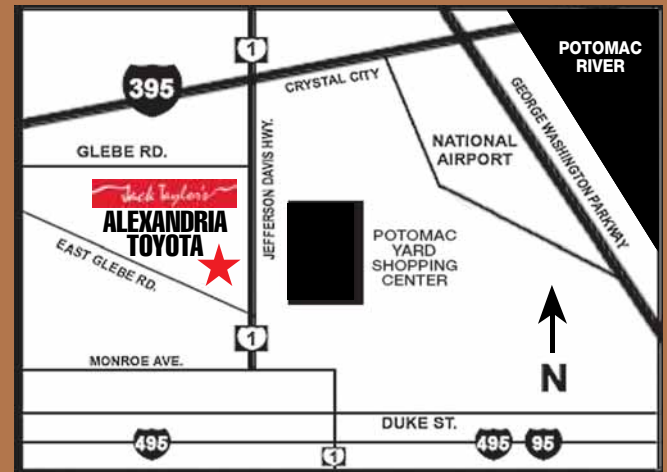 1
POTOMAC
RIVER
395
CRYSTAL CITY
GEORGE WASHINGTON PARKWAY
GLEBE RD.
JEFFERSON DAVIS HWY.
NATIONAL
AIRPORT
Jack Taylor's
ALEXANDRIA
TOYOTA
EAST GLEBE RD.
POTOMAC
YARD
SHOPPING
CENTER
1
MONROE AVE.
N
DUKE ST.
495
1
495
95